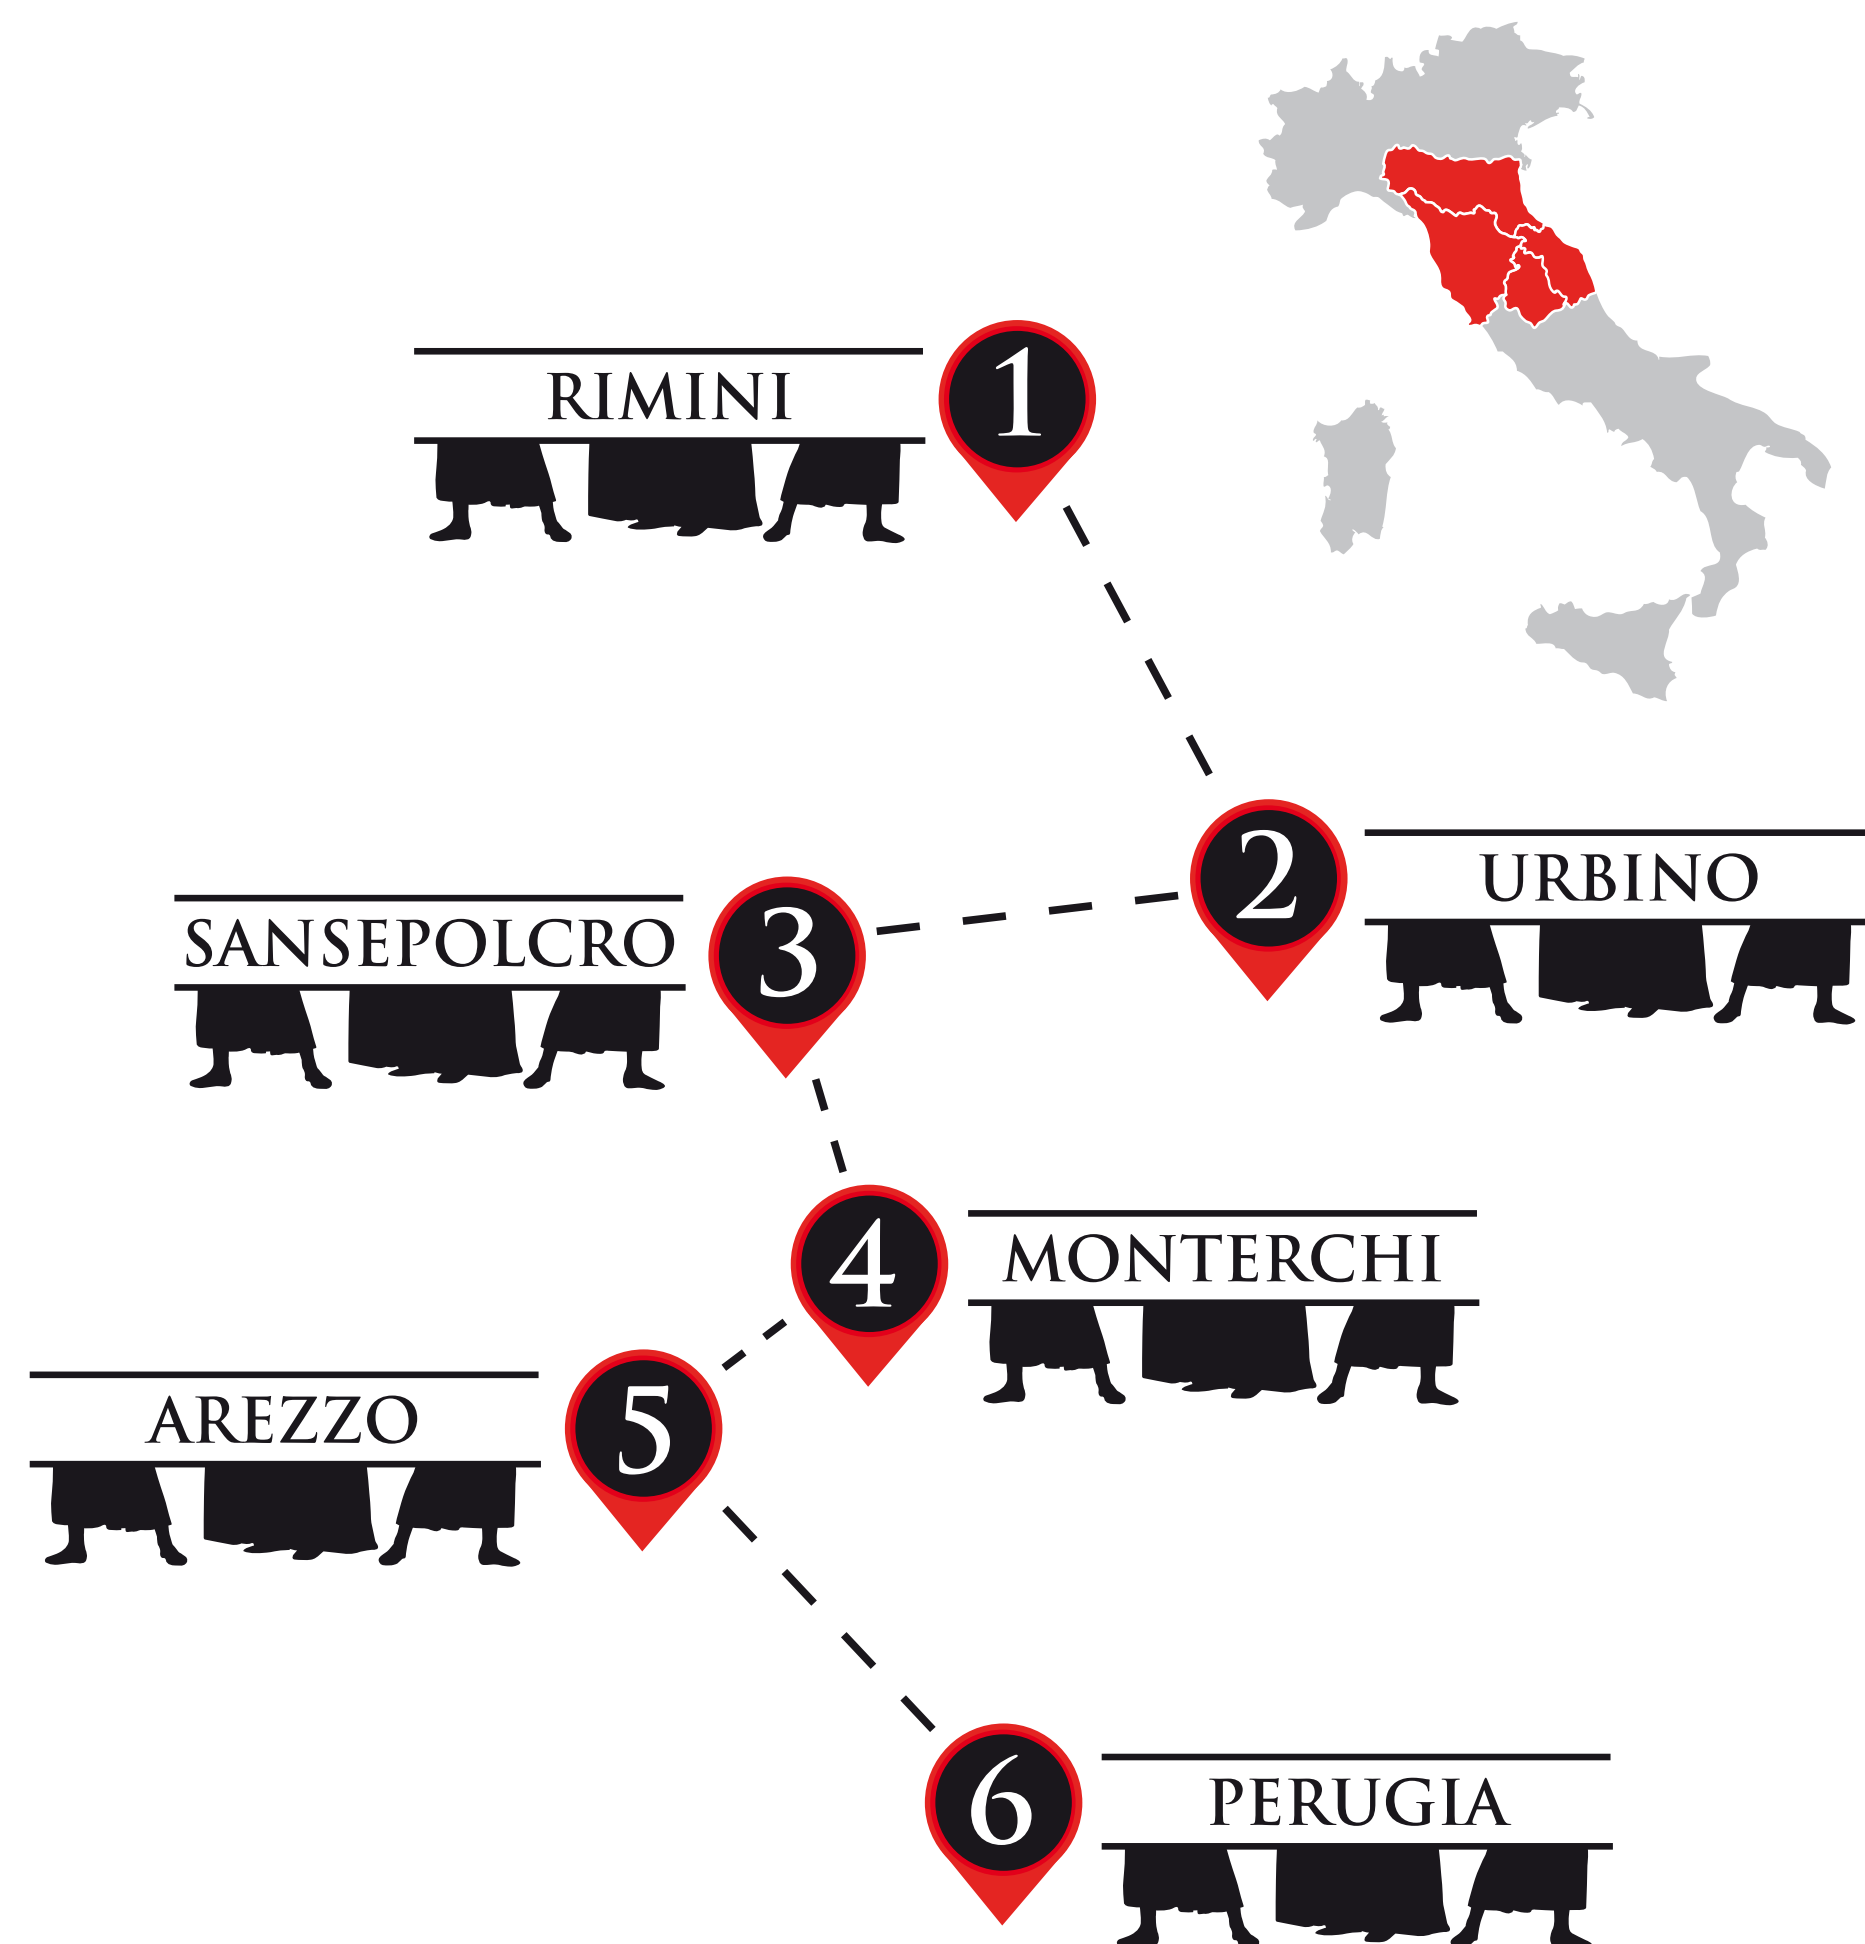 RIMINI
1
2
URBINO
SANSEPOLCRO
3
4
MONTERCHI
AREZZO
5
6
PERUGIA